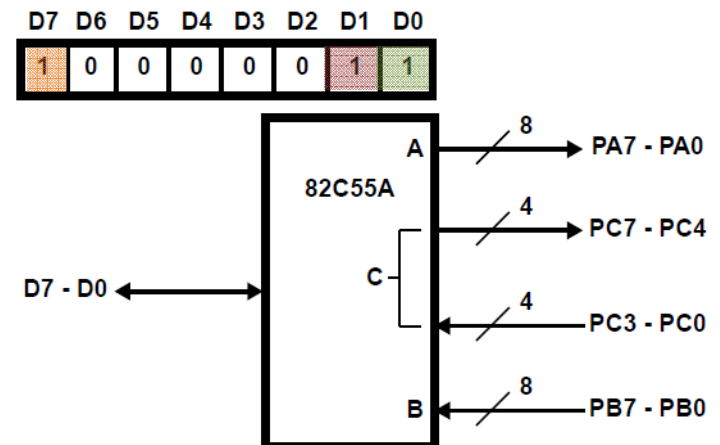 D7 D6 D5 D4 D3 D2 D1 D0
1 0 0 0 0 0 1 1
A 8 PA7 - PA0
82C55A
4 PC7 - PC4
C
D7 - D0
4 PC3 - PC0
B 8 PB7 - PB0